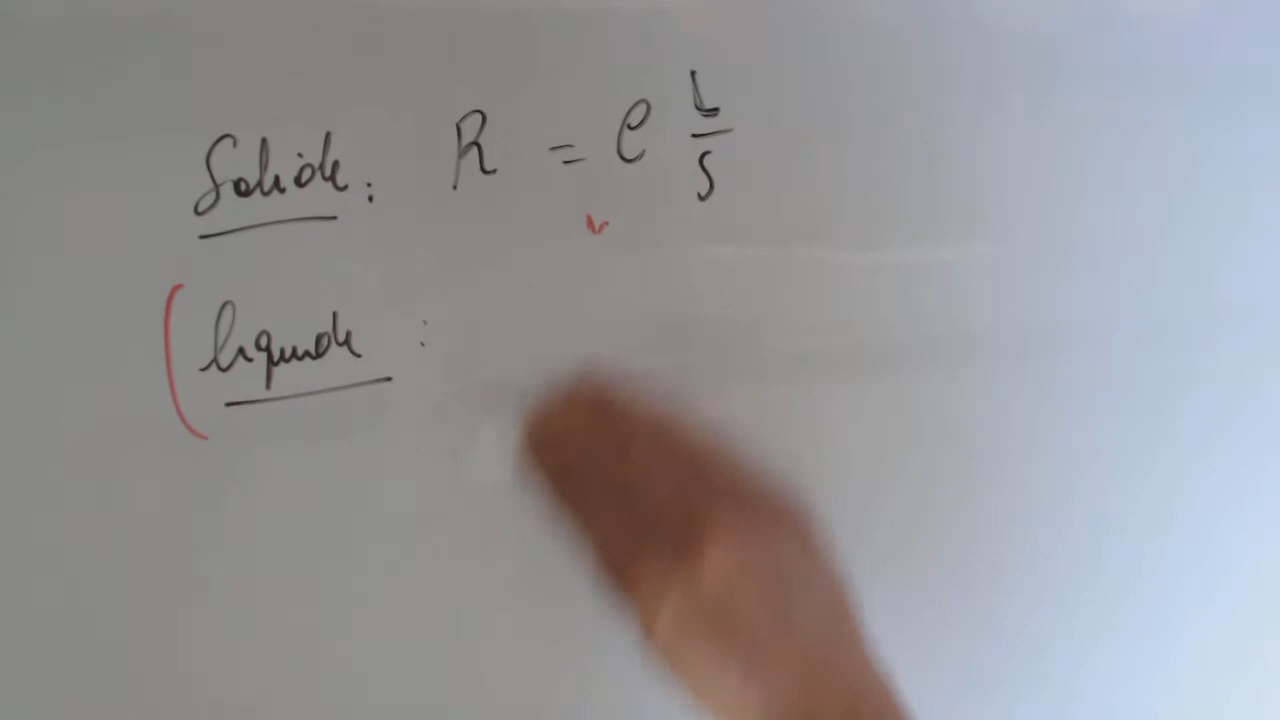 Solide : R = ρ L/S
liquide :